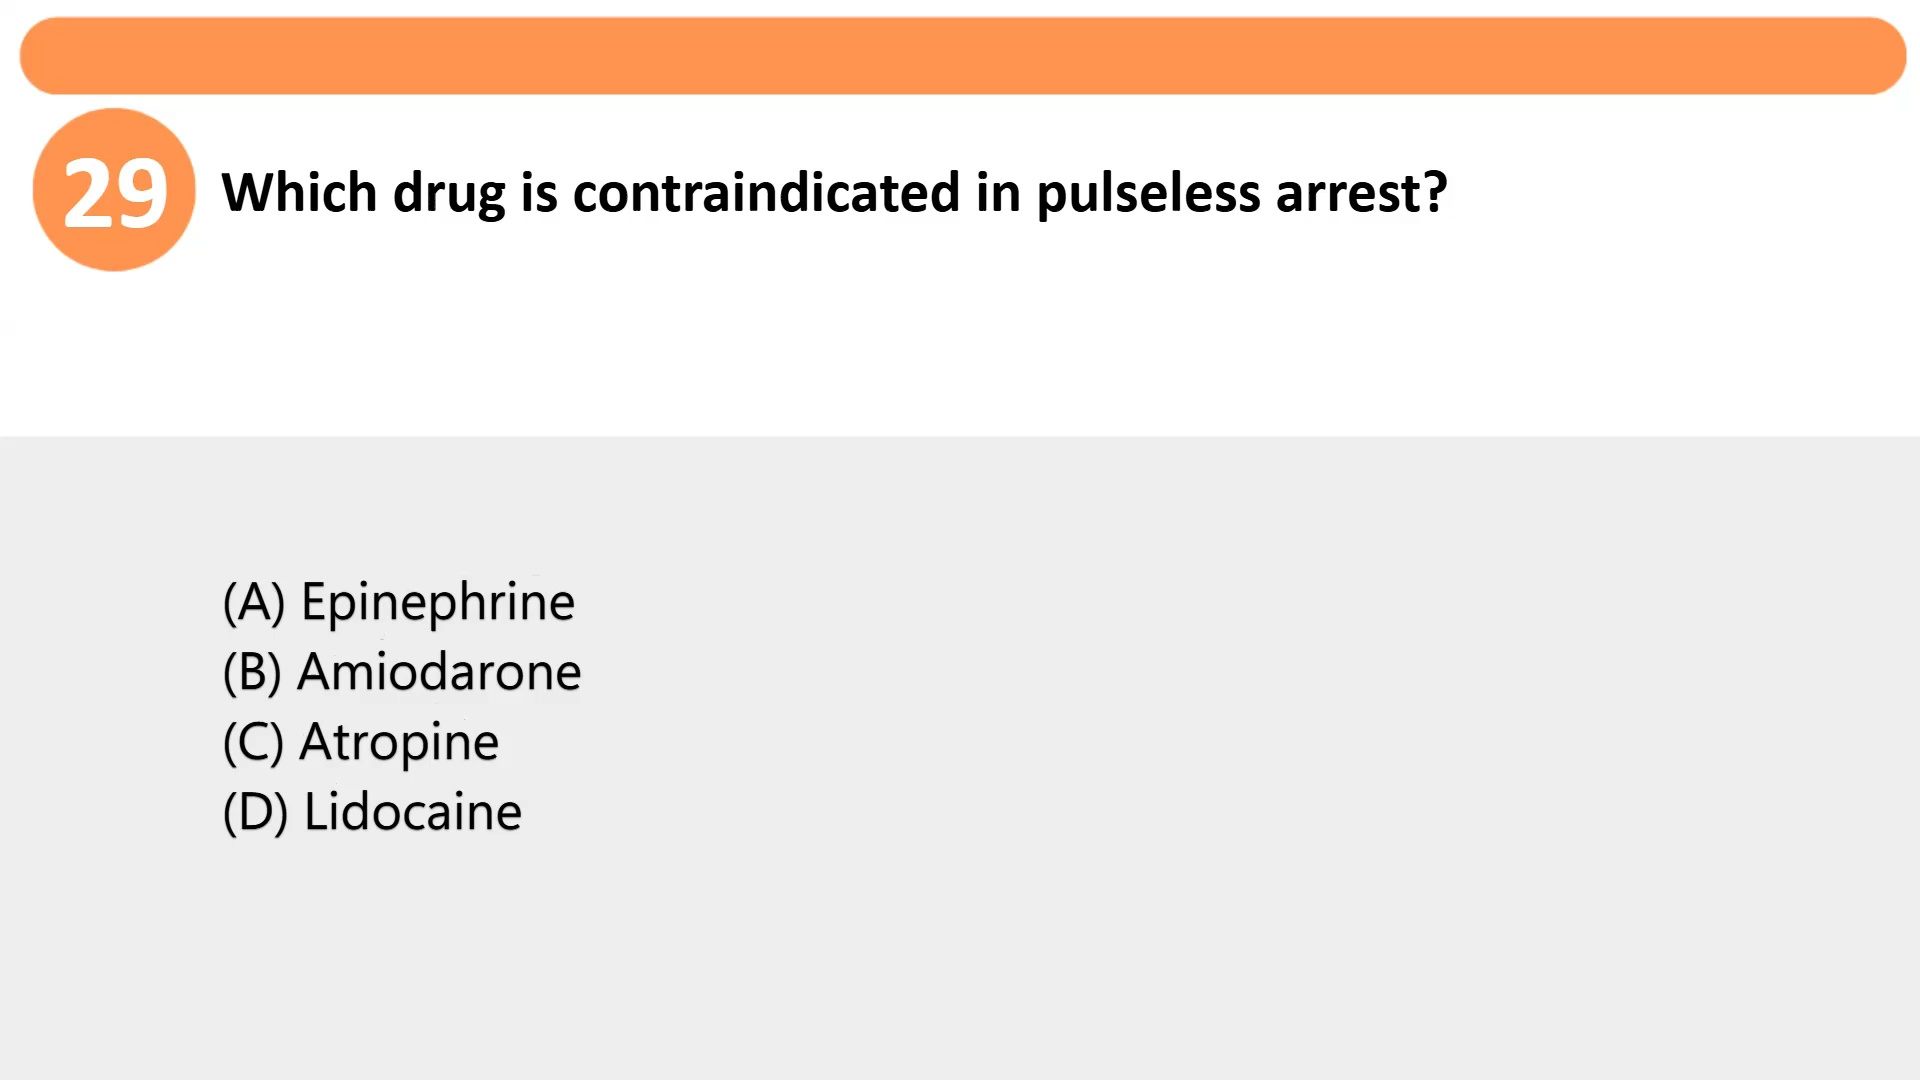 29
Which drug is contraindicated in pulseless arrest?
(A) Epinephrine
(B) Amiodarone
(C) Atropine
(D) Lidocaine